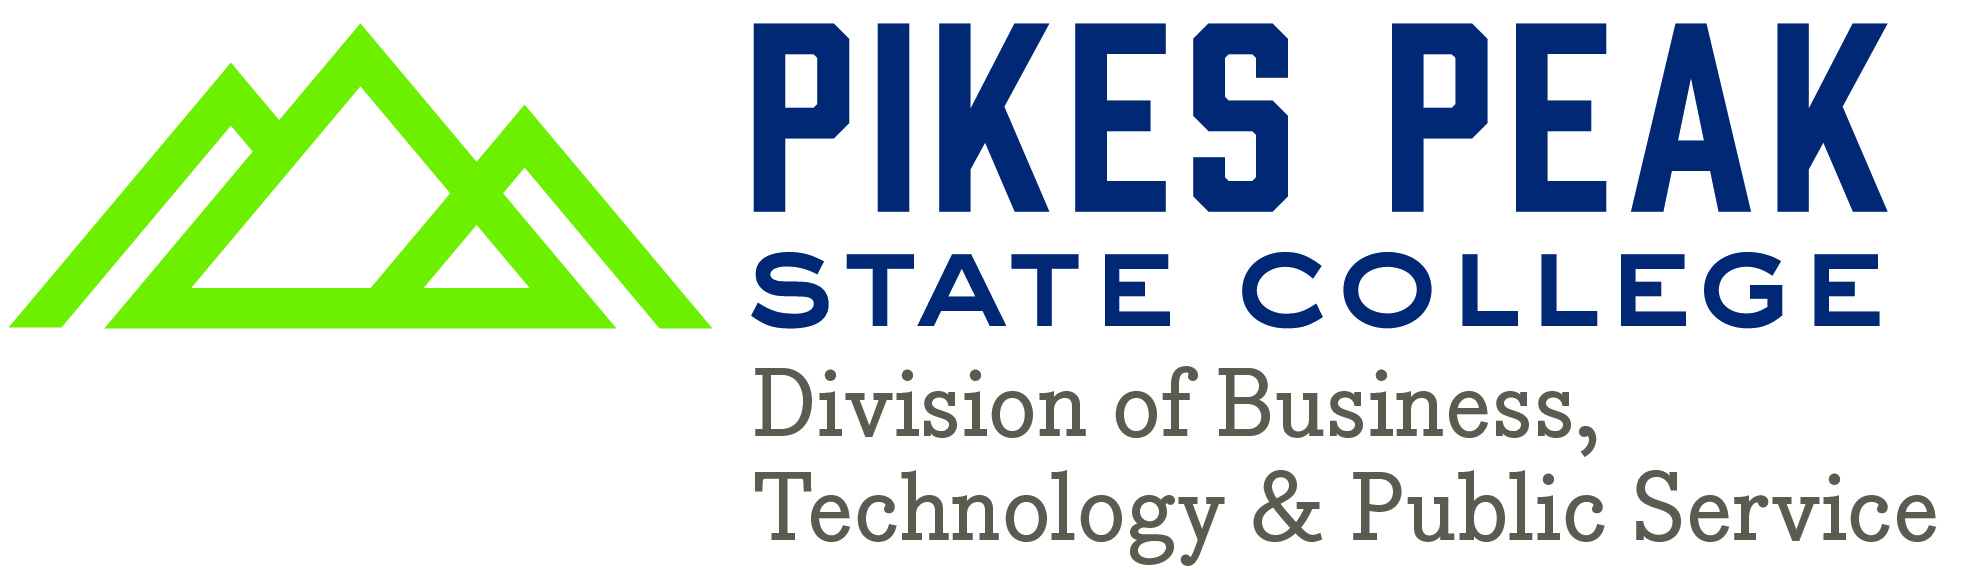 PIKES PEAK
STATE COLLEGE
Division of Business,
Technology & Public Service